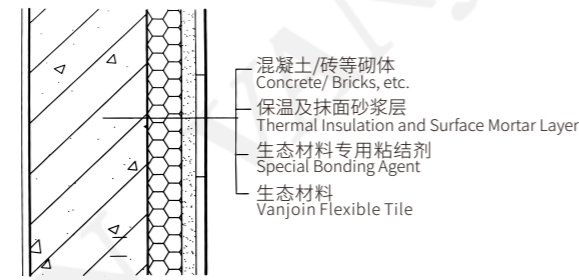 混凝土/砖等砌体
Concrete/ Bricks, etc.
保温及抹面砂浆层
Thermal Insulation and Surface Mortar Layer
生态材料专用粘结剂
Special Bonding Agent
生态材料
Vanjoin Flexible Tile